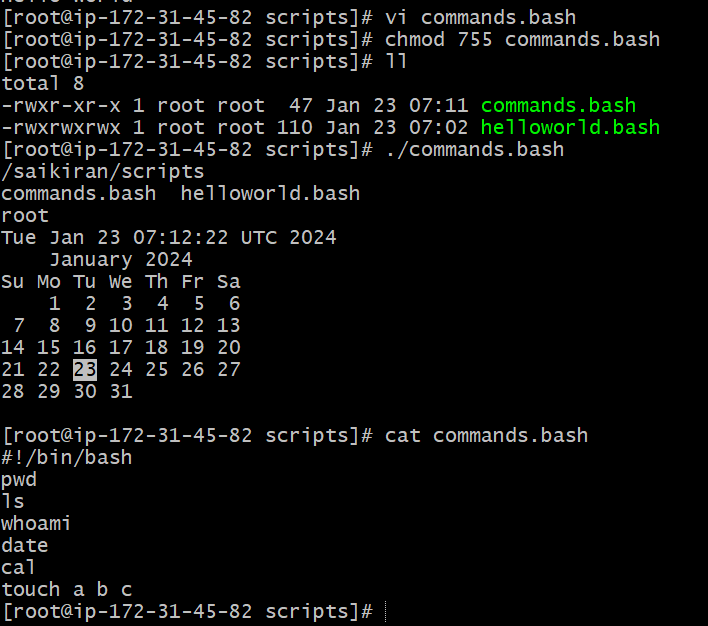 [root@ip-172-31-45-82 scripts]# vi commands.bash
[root@ip-172-31-45-82 scripts]# chmod 755 commands.bash
[root@ip-172-31-45-82 scripts]# ll
total 8
-rwxr-xr-x 1 root root  47 Jan 23 07:11 commands.bash
-rwxrwxrwx 1 root root 110 Jan 23 07:02 helloworld.bash
[root@ip-172-31-45-82 scripts]# ./commands.bash
/saikiran/scripts
commands.bash  helloworld.bash
root
Tue Jan 23 07:12:22 UTC 2024
    January 2024
Su Mo Tu We Th Fr Sa
    1  2  3  4  5  6
 7  8  9 10 11 12 13
14 15 16 17 18 19 20
21 22 23 24 25 26 27
28 29 30 31
[root@ip-172-31-45-82 scripts]# cat commands.bash
#!/bin/bash
pwd
ls
whoami
date
cal
touch a b c
[root@ip-172-31-45-82 scripts]#